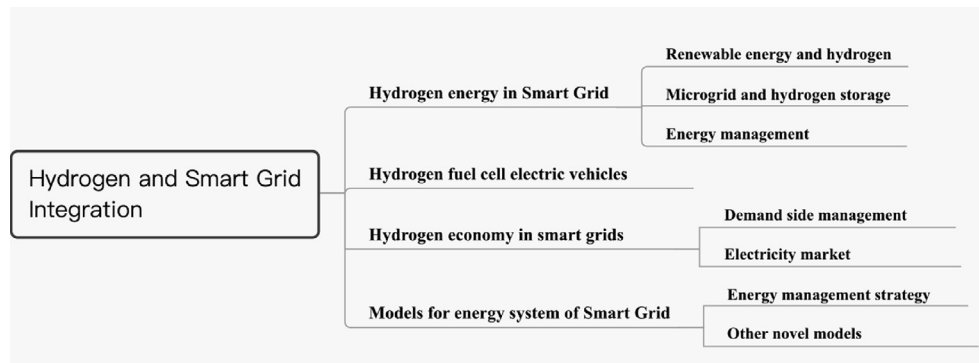 Hydrogen and Smart Grid
Integration
Hydrogen energy in Smart Grid
Renewable energy and hydrogen
Microgrid and hydrogen storage
Energy management
Hydrogen fuel cell electric vehicles
Hydrogen economy in smart grids
Demand side management
Electricity market
Models for energy system of Smart Grid
Energy management strategy
Other novel models